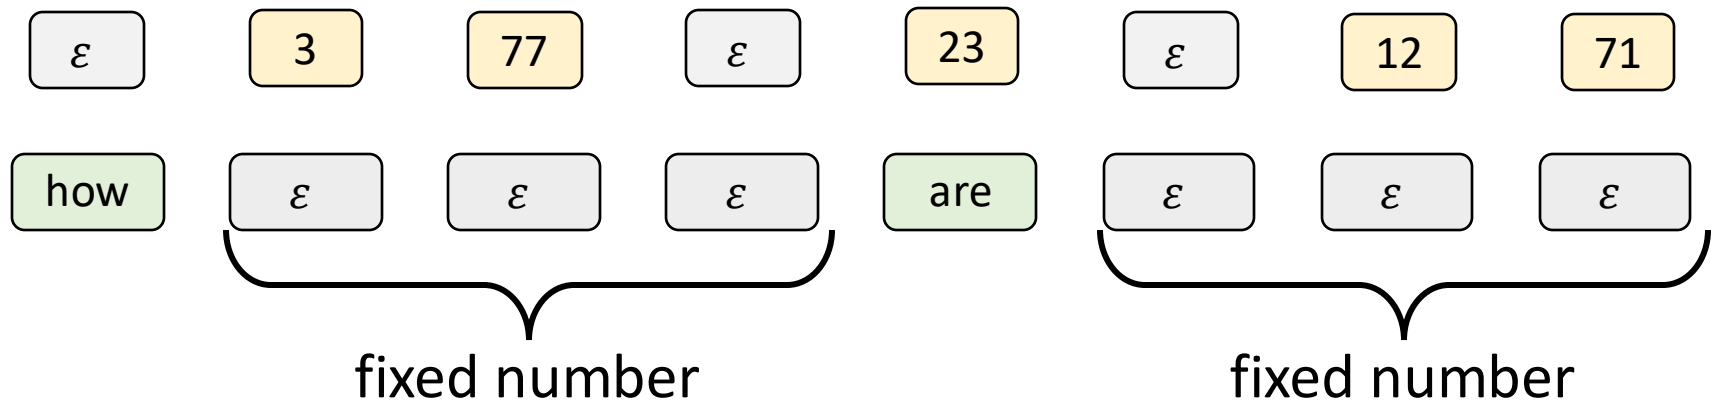 ε 3 77 ε 23 ε 12 71
how ε ε ε are ε ε ε
fixed number fixed number